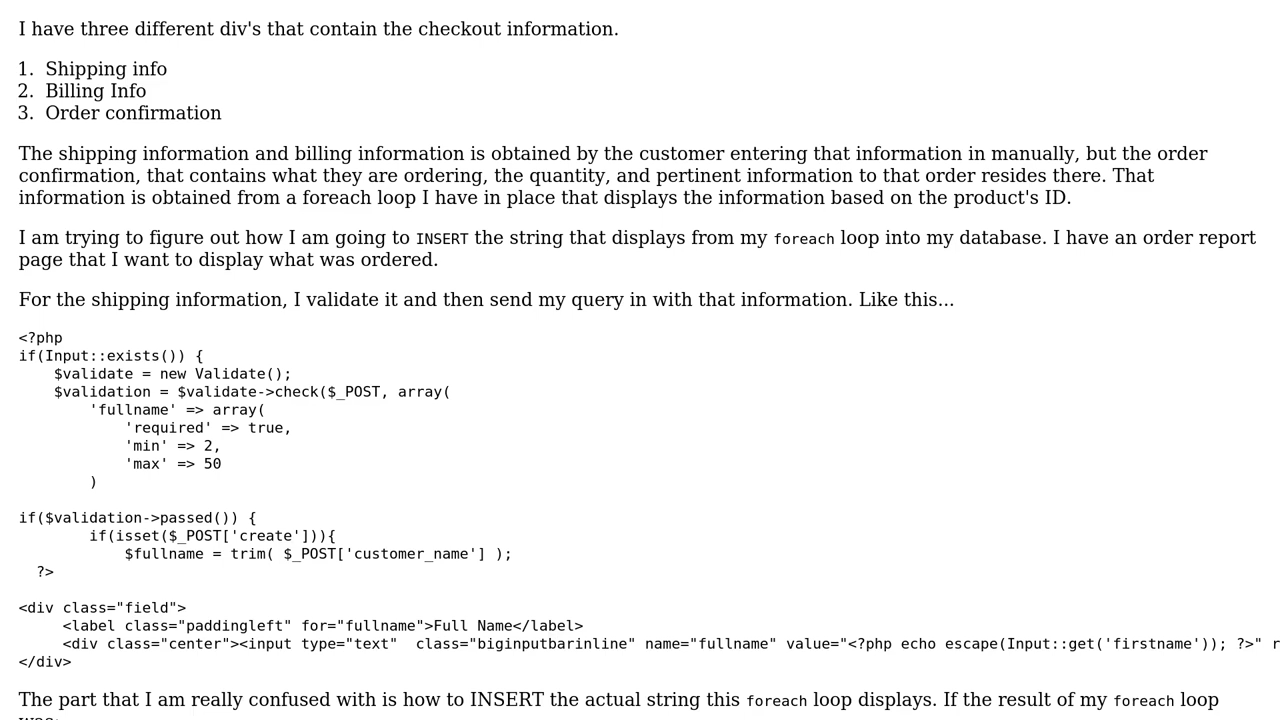 I have three different div's that contain the checkout information.
1. Shipping info
2. Billing Info
3. Order confirmation
The shipping information and billing information is obtained by the customer entering that information in manually, but the order
confirmation, that contains what they are ordering, the quantity, and pertinent information to that order resides there. That
information is obtained from a foreach loop I have in place that displays the information based on the product's ID.
I am trying to figure out how I am going to INSERT the string that displays from my foreach loop into my database. I have an order report
page that I want to display what was ordered.
For the shipping information, I validate it and then send my query in with that information. Like this...
<?php
if(Input::exists()) {
    $validate = new Validate();
    $validation = $validate->check($_POST, array(
        'fullname' => array(
            'required' => true,
            'min' => 2,
            'max' => 50
        )
if($validation->passed()) {
        if(isset($_POST['create'])){
            $fullname = trim( $_POST['customer_name'] );
  ?>
<div class="field">
     <label class="paddingleft" for="fullname">Full Name</label>
     <div class="center"><input type="text"  class="biginputbarinline" name="fullname" value="<?php echo escape(Input::get('firstname')); ?>" r
</div>
The part that I am really confused with is how to INSERT the actual string this foreach loop displays. If the result of my foreach loop